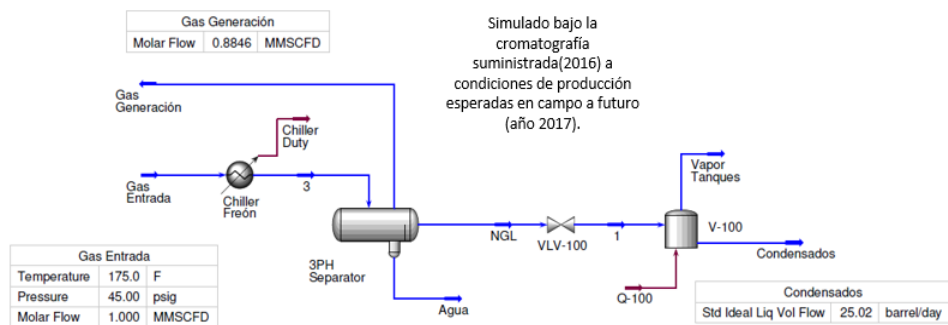 Gas Generación
Molar Flow 0.8846 MMSCFD
Simulado bajo la
cromatografía
suministrada(2016) a
condiciones de producción
esperadas en campo a futuro
(año 2017).
Gas
Generación
Chiller
Duty
Gas
Entrada
Chiller
Freón
3
3PH
Separator
Agua
NGL
VLV-100
1
Vapor
Tanques
V-100
Condensados
Q-100
Gas Entrada
Temperature 175.0 F
Pressure 45.00 psig
Molar Flow 1.000 MMSCFD
Condensados
Std Ideal Liq Vol Flow 25.02 barrel/day